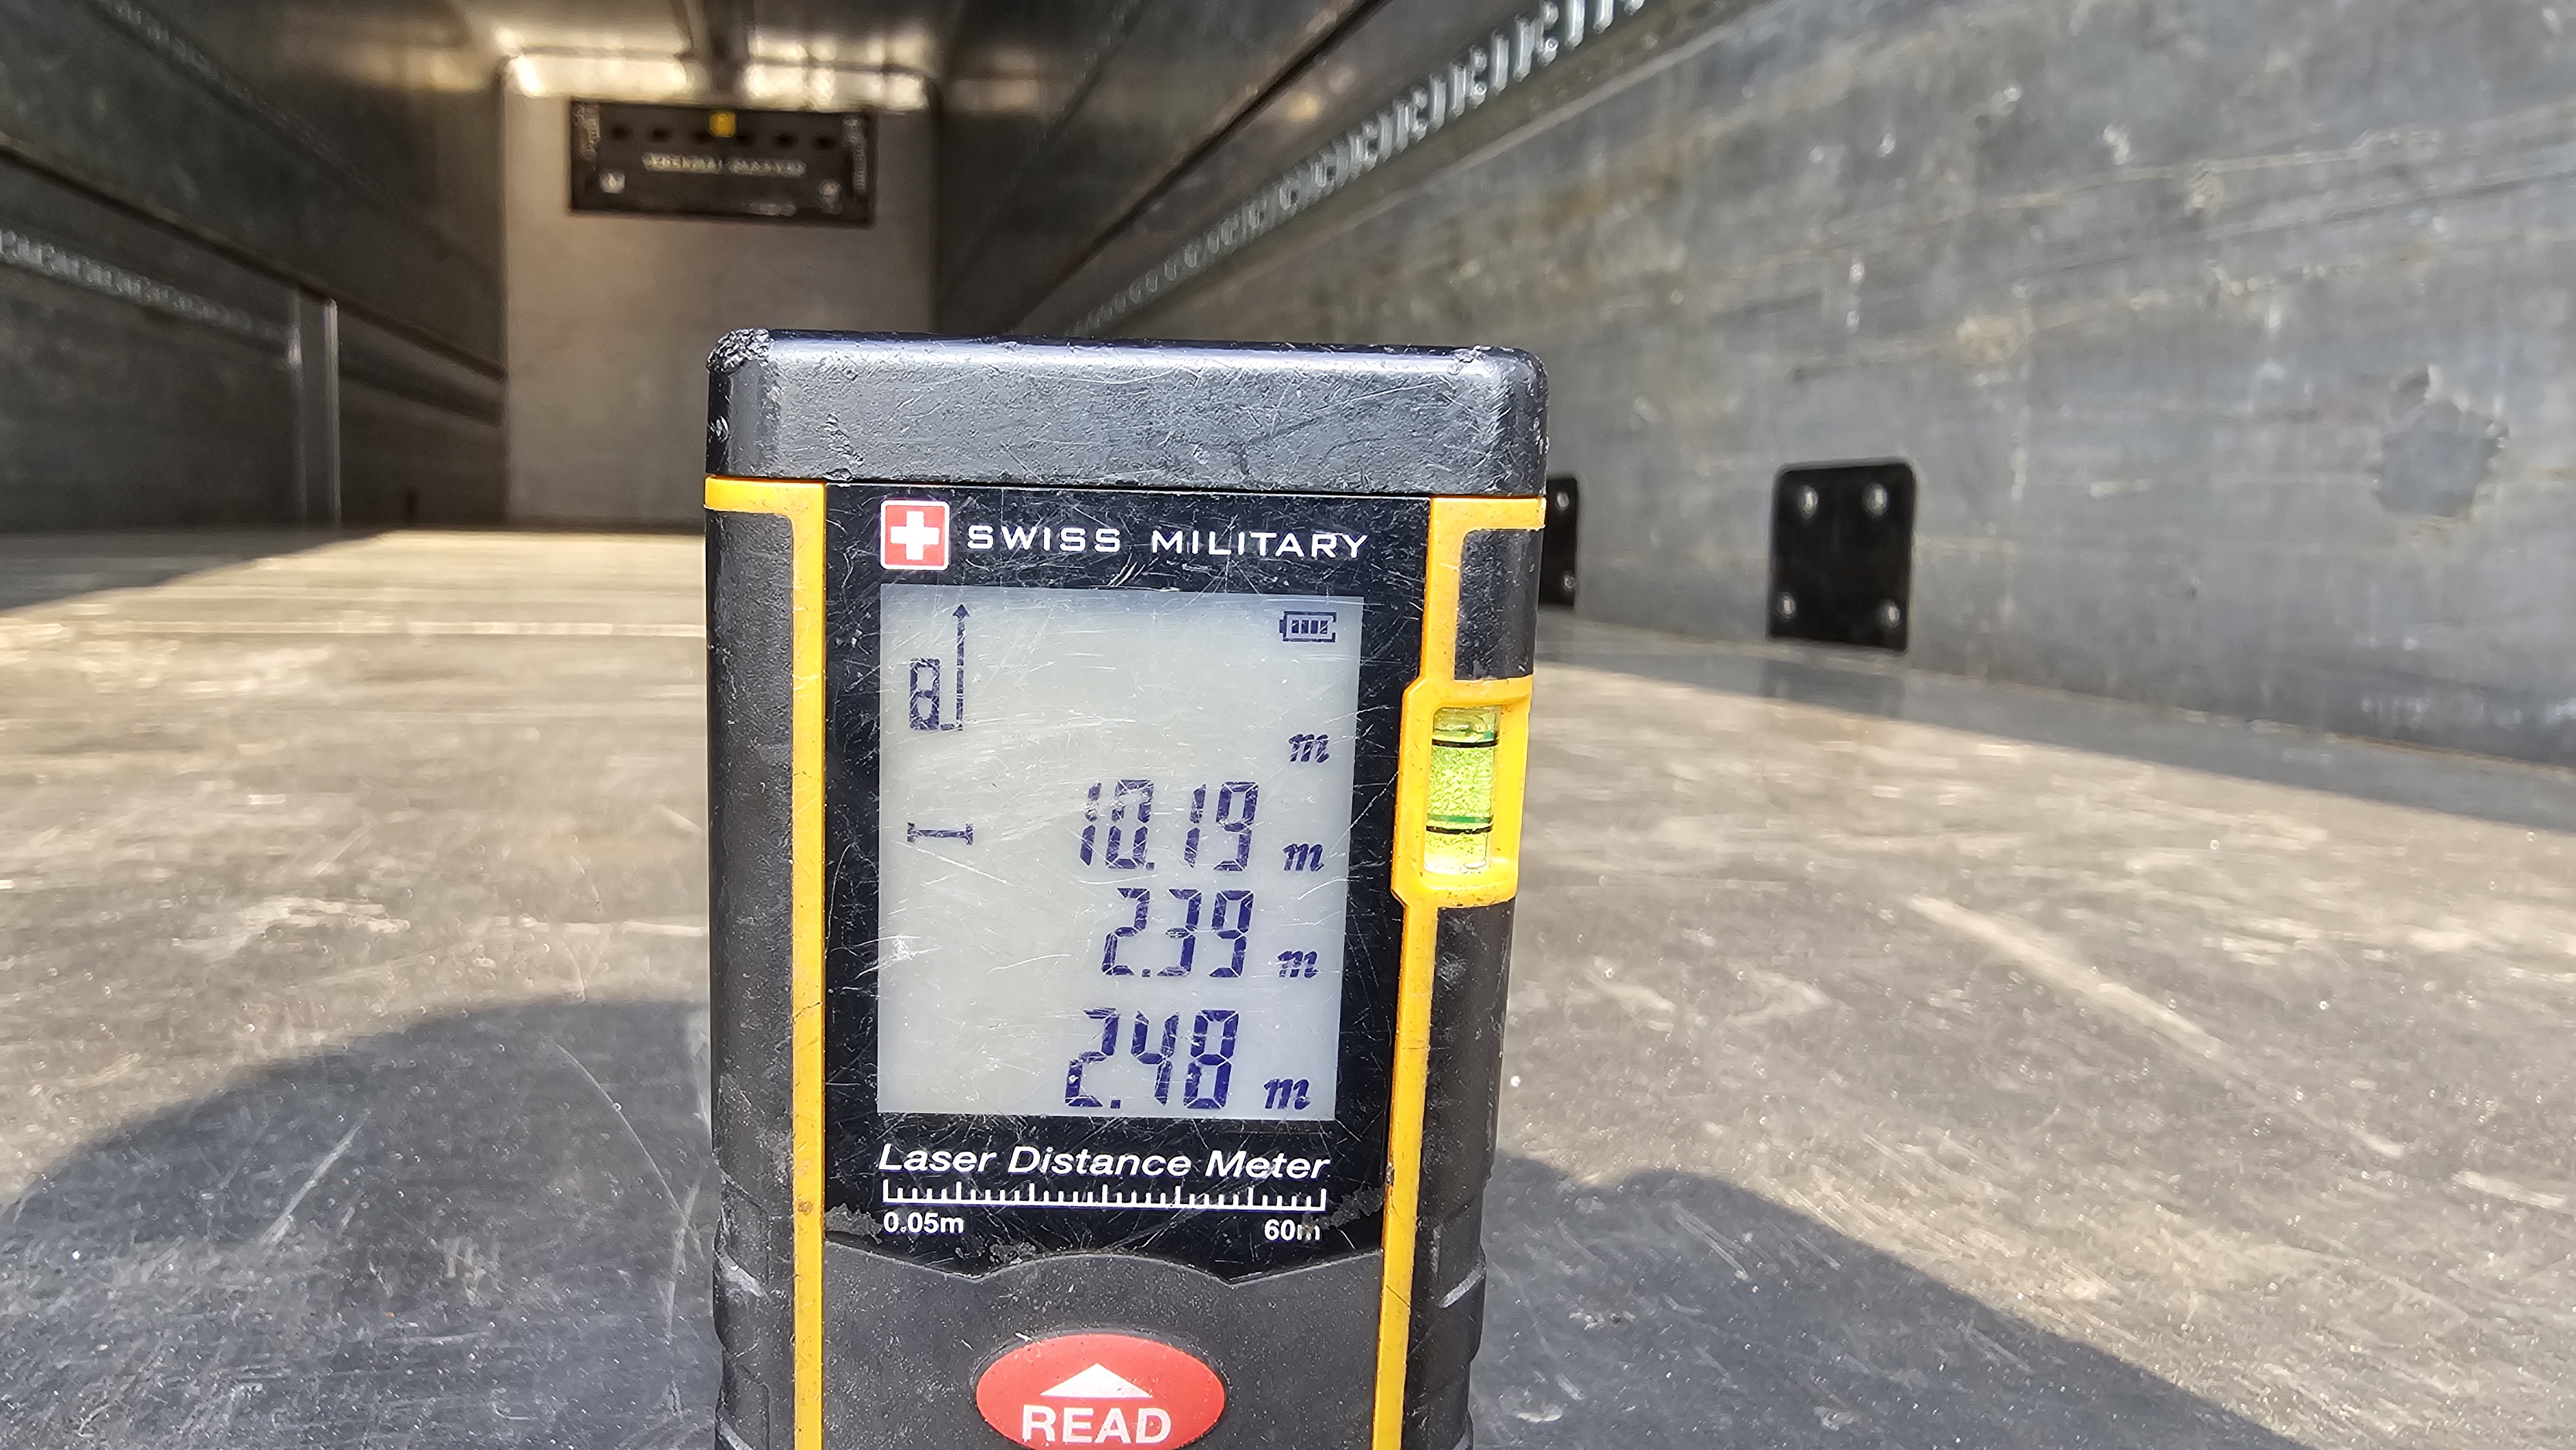 SWISS MILITARY
m
10.19 m
2.39 m
2.48 m
Laser Distance Meter
0.05m 60m
READ